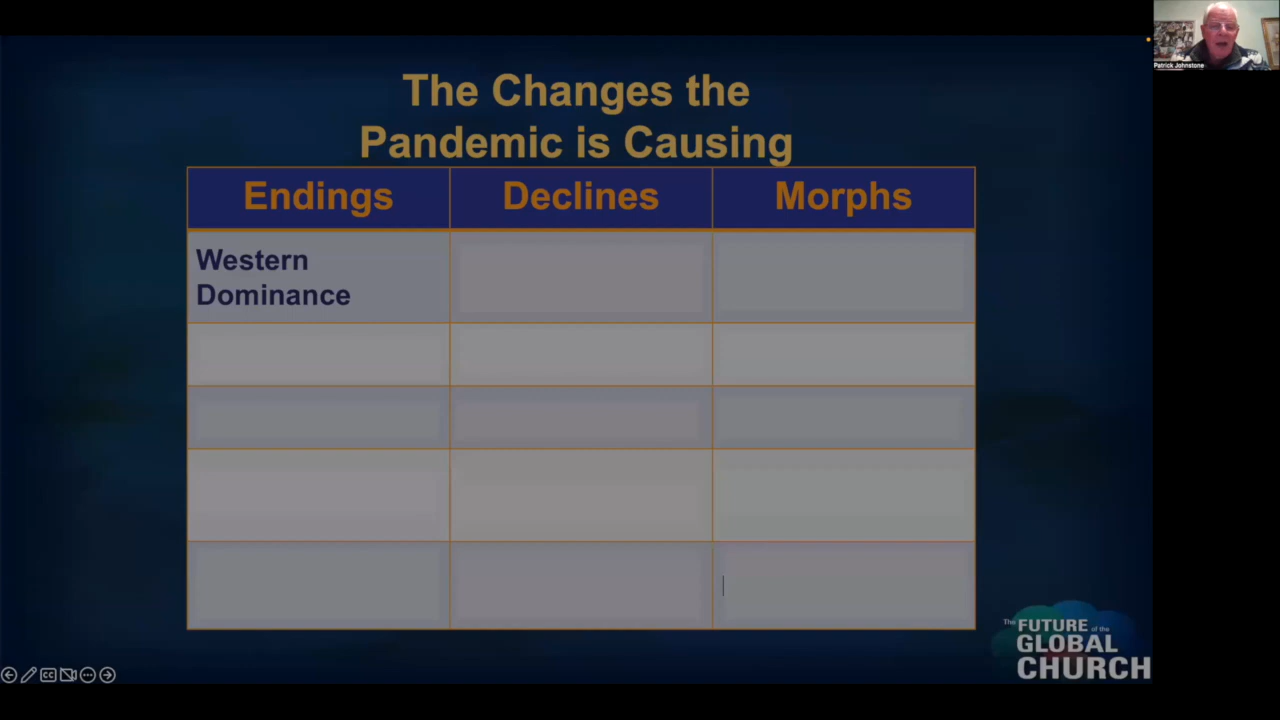 Patrick Johnstone
The Changes the
Pandemic is Causing
Endings Declines Morphs
Western
Dominance
The FUTURE of the
GLOBAL
CHURCH
CC